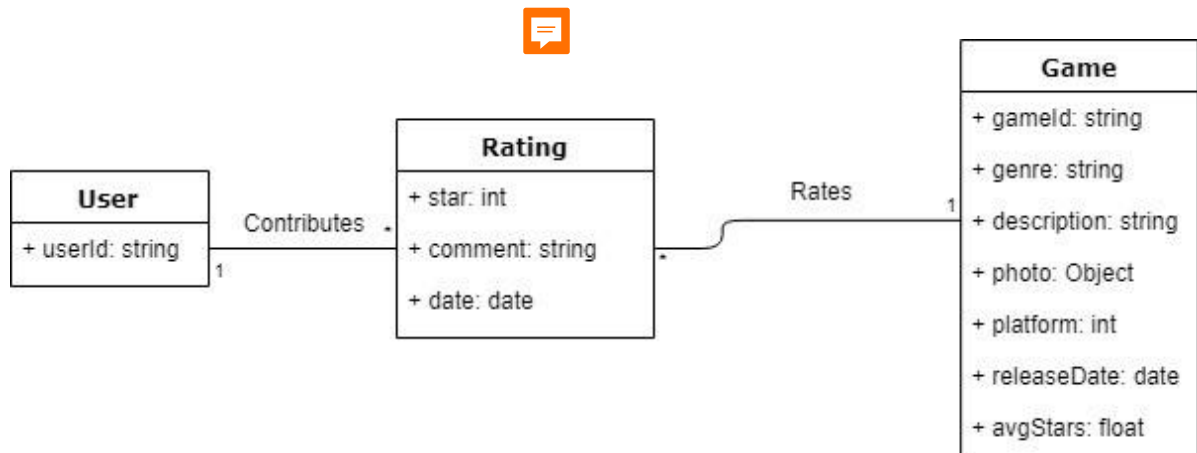 User
+ userId: string
1
Contributes
*
Rating
+ star: int
+ comment: string
+ date: date
*
Rates
1
Game
+ gameId: string
+ genre: string
+ description: string
+ photo: Object
+ platform: int
+ releaseDate: date
+ avgStars: float